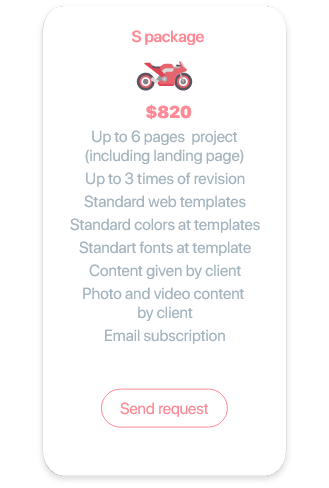 S package
$820
Up to 6 pages project
(including landing page)
Up to 3 times of revision
Standard web templates
Standard colors at templates
Standart fonts at template
Content given by client
Photo and video content
by client
Email subscription
Send request